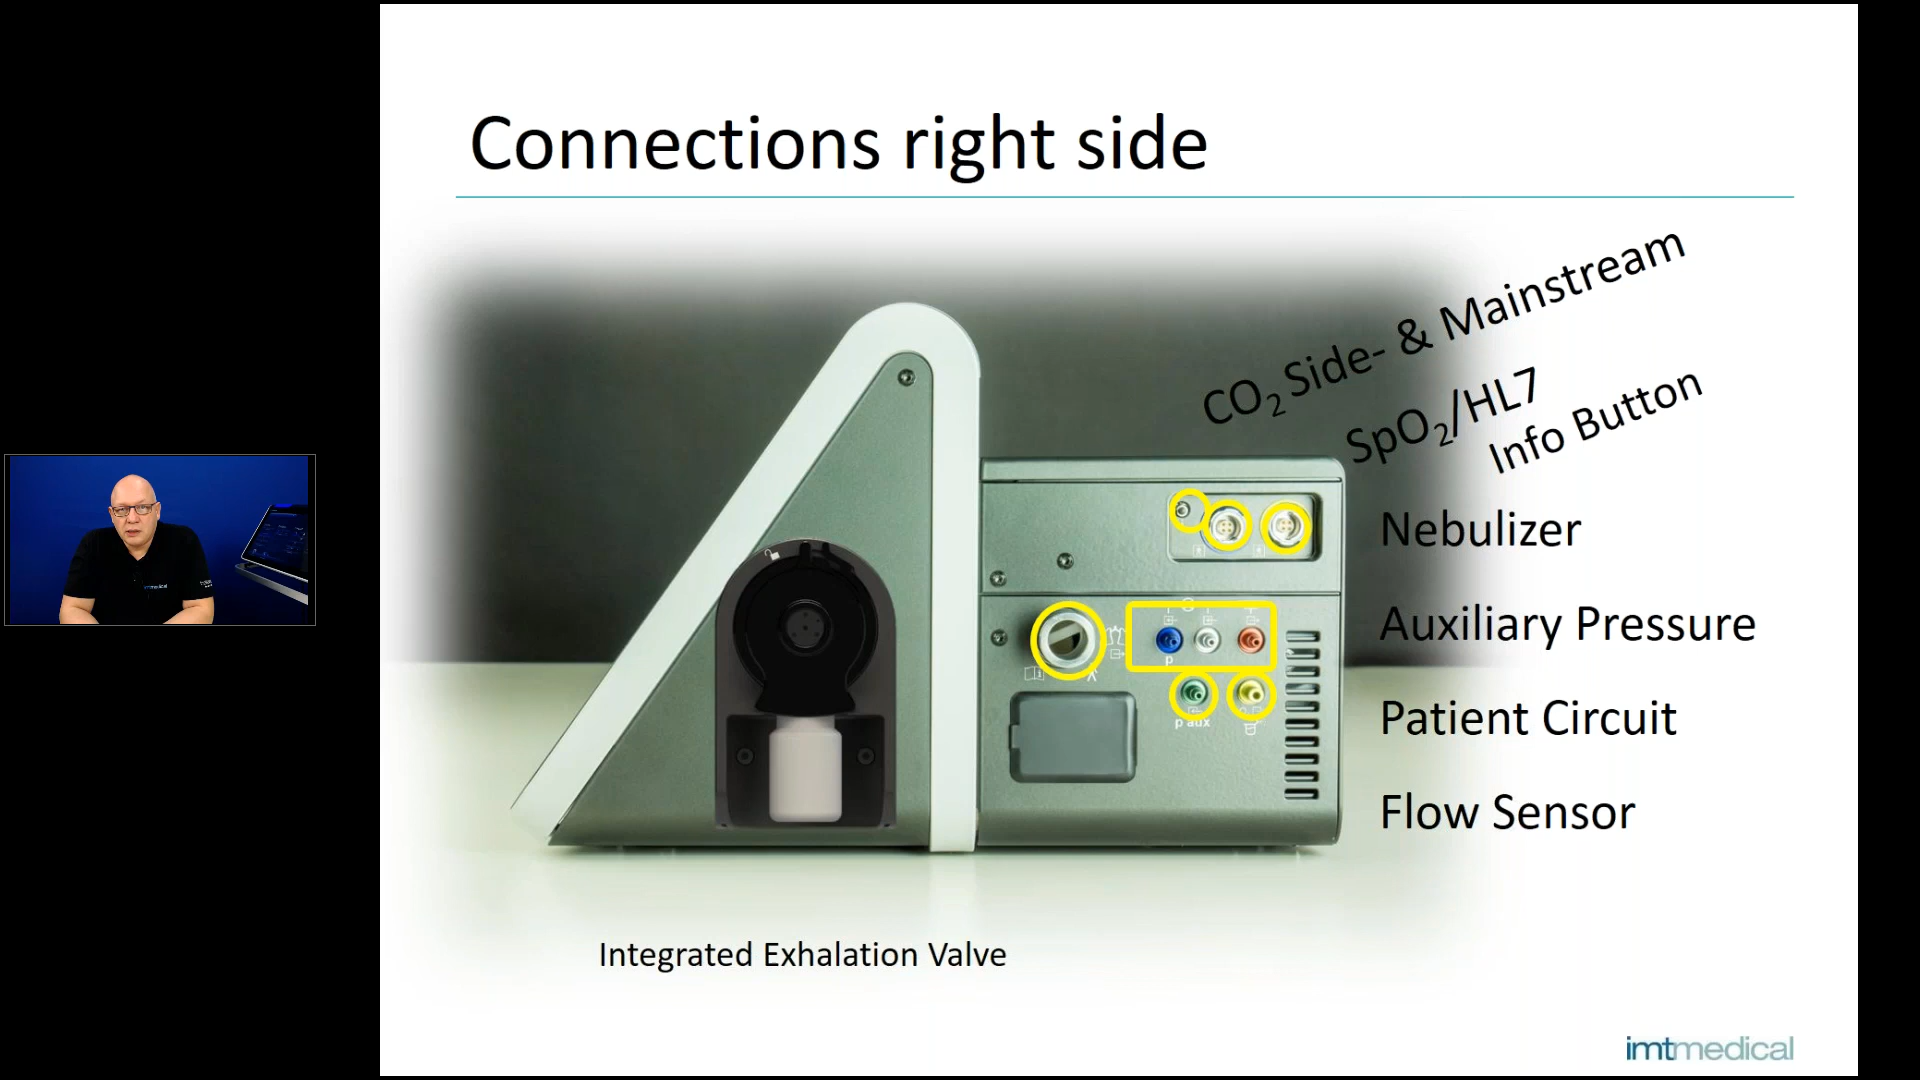 Connections right side
CO₂ Side- & Mainstream
SpO₂/HL7
Info Button
Nebulizer
Auxiliary Pressure
Patient Circuit
Flow Sensor
p
p aux
Integrated Exhalation Valve
imtmedical
imtmedical